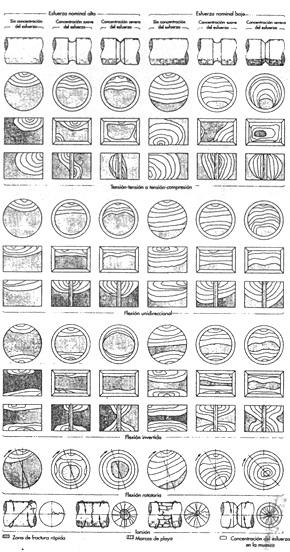 Esfuerzo nominal alto
Esfuerzo nominal bajo
Sin concentración del esfuerzo
Concentración suave del esfuerzo
Concentración severa del esfuerzo
Sin concentración del esfuerzo
Concentración suave del esfuerzo
Concentración severa del esfuerzo
Tensión-tensión o tensión-compresión
Flexión unidireccional
Flexión invertida
Flexión rotatoria
Torsión
Zona de fractura rápida
Marcas de playa
Concentración del esfuerzo en la muesca